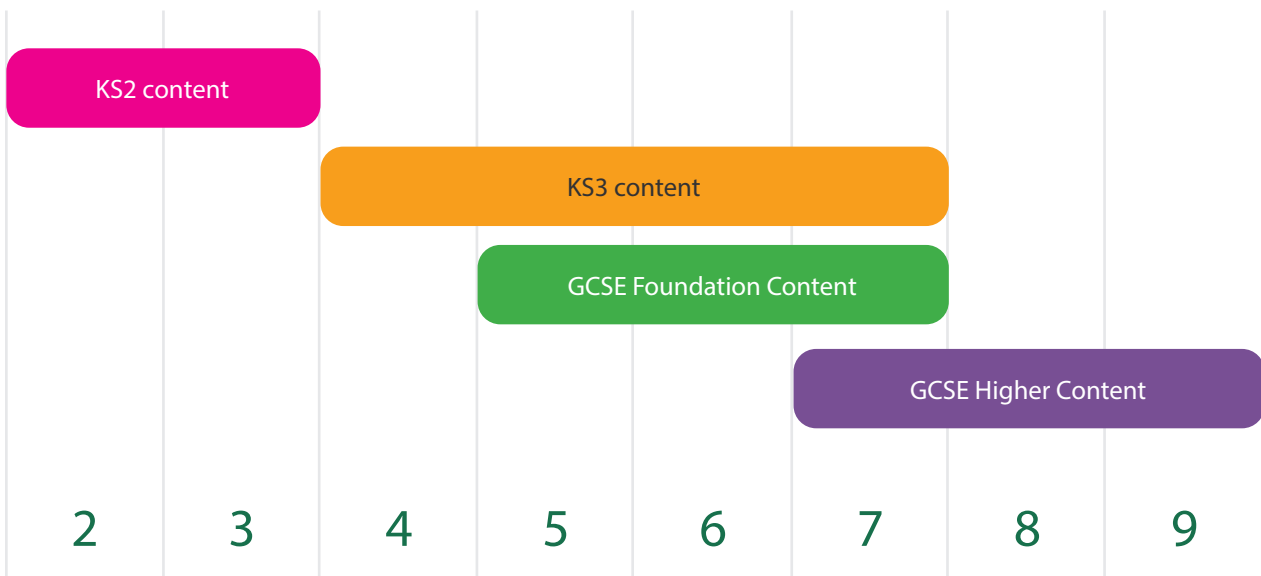 KS2 content
KS3 content
GCSE Foundation Content
GCSE Higher Content
2 3 4 5 6 7 8 9